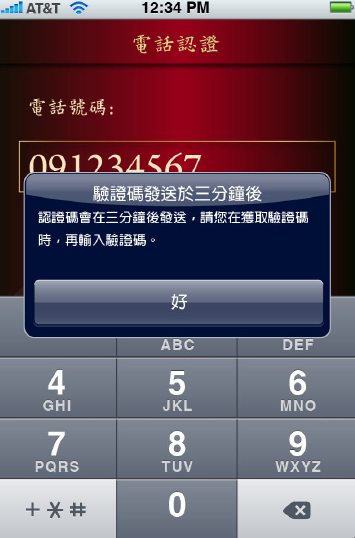 AT&T 12:34 PM
電話認證
電話號碼:
091234567
驗證碼發送於三分鐘後
認證碼會在三分鐘後發送，請您在獲取驗證碼
時，再輸入驗證碼。
好
ABC DEF
4 5 6
GHI JKL MNO
7 8 9
PQRS TUV WXYZ
+*# 0